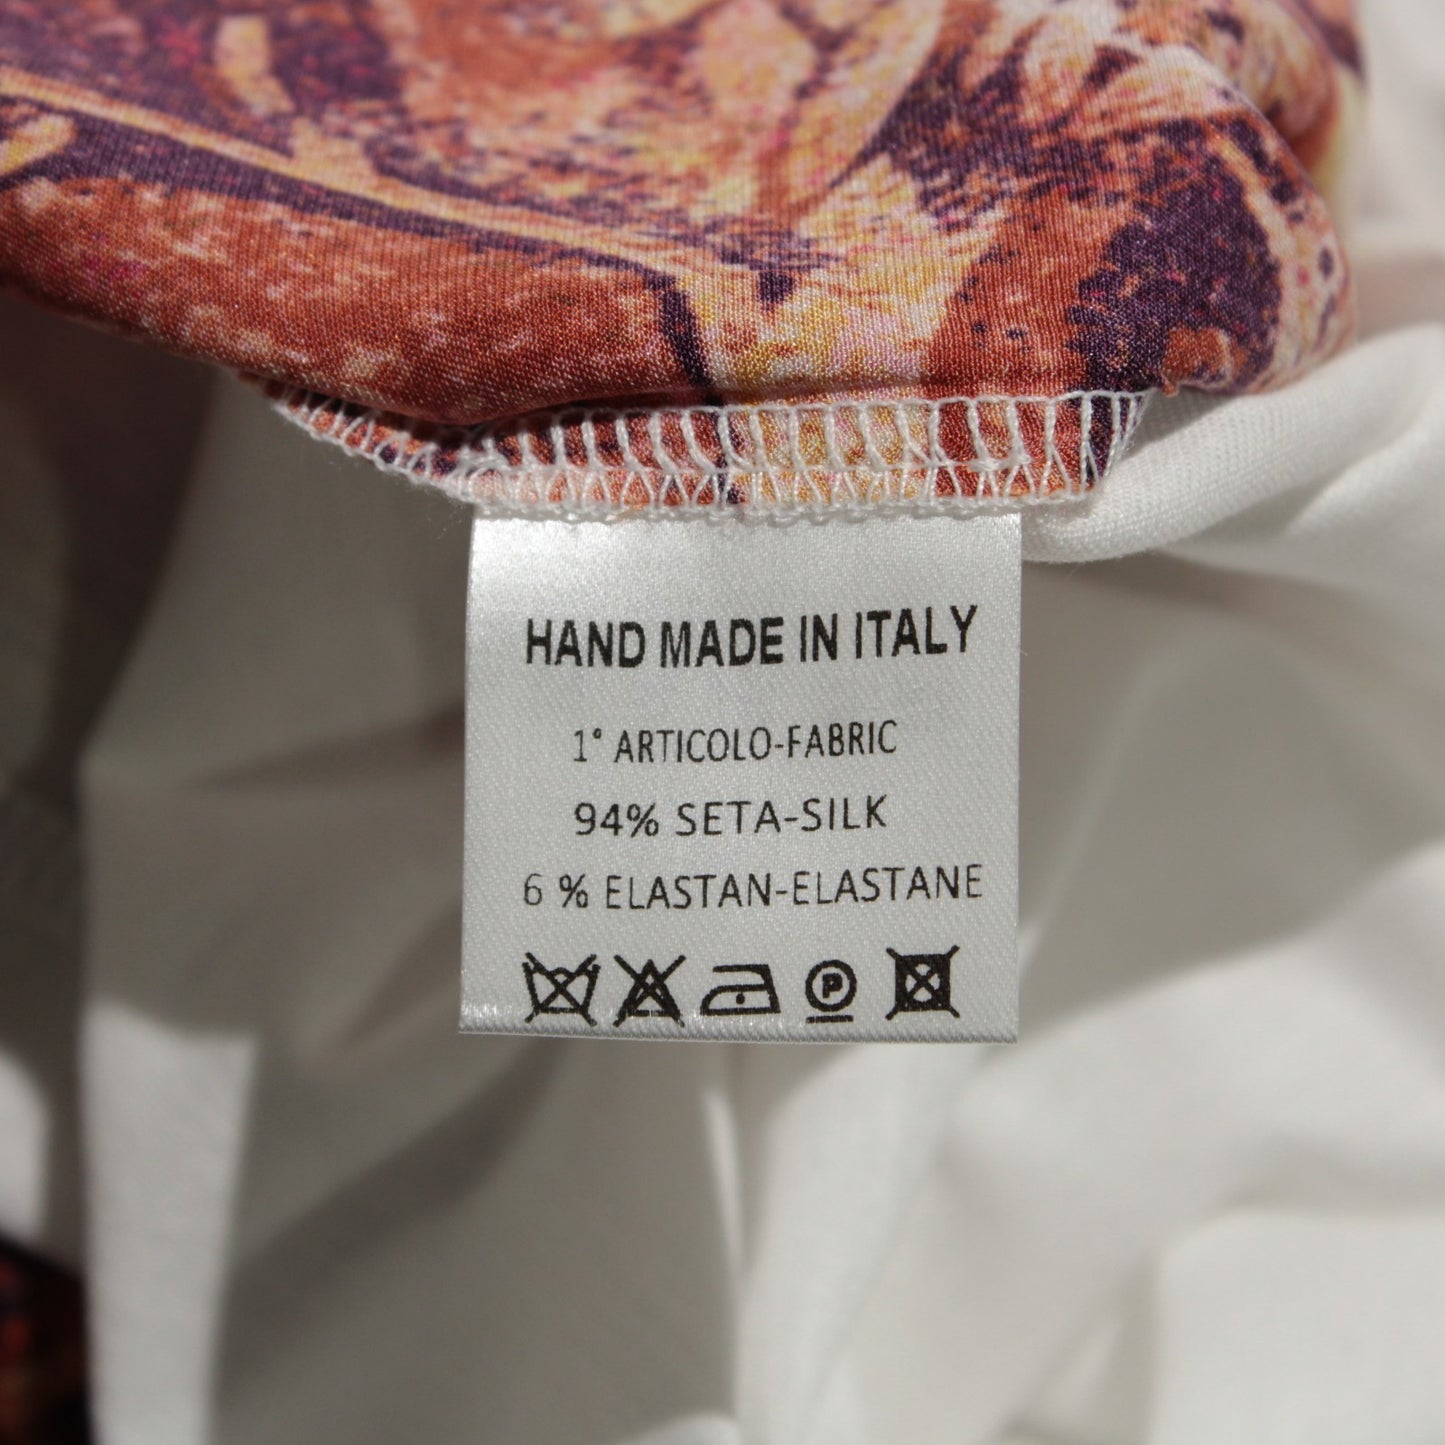 HAND MADE IN ITALY
1° ARTICOLO-FABRIC
94% SETA-SILK
6 % ELASTAN-ELASTANE
P